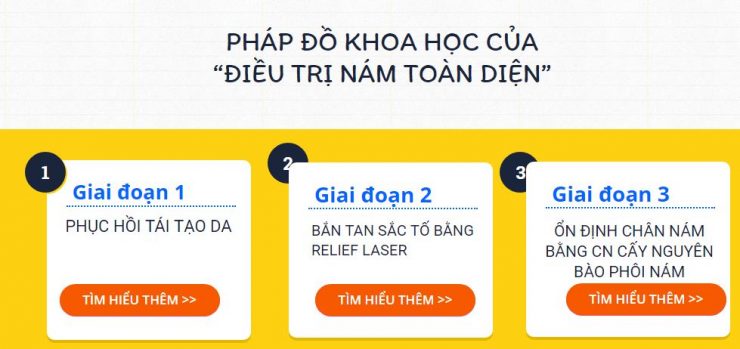 PHÁP ĐỒ KHOA HỌC CỦA
“ĐIỀU TRỊ NÁM TOÀN DIỆN”
1
Giai đoạn 1
PHỤC HỒI TÁI TẠO DA
TÌM HIỂU THÊM >>
2
Giai đoạn 2
BẮN TAN SẮC TỐ BẰNG
RELIEF LASER
TÌM HIỂU THÊM >>
3
Giai đoạn 3
ỔN ĐỊNH CHÂN NÁM
BẰNG CN CẤY NGUYÊN
BÀO PHÔI NÁM
TÌM HIỂU THÊM >>